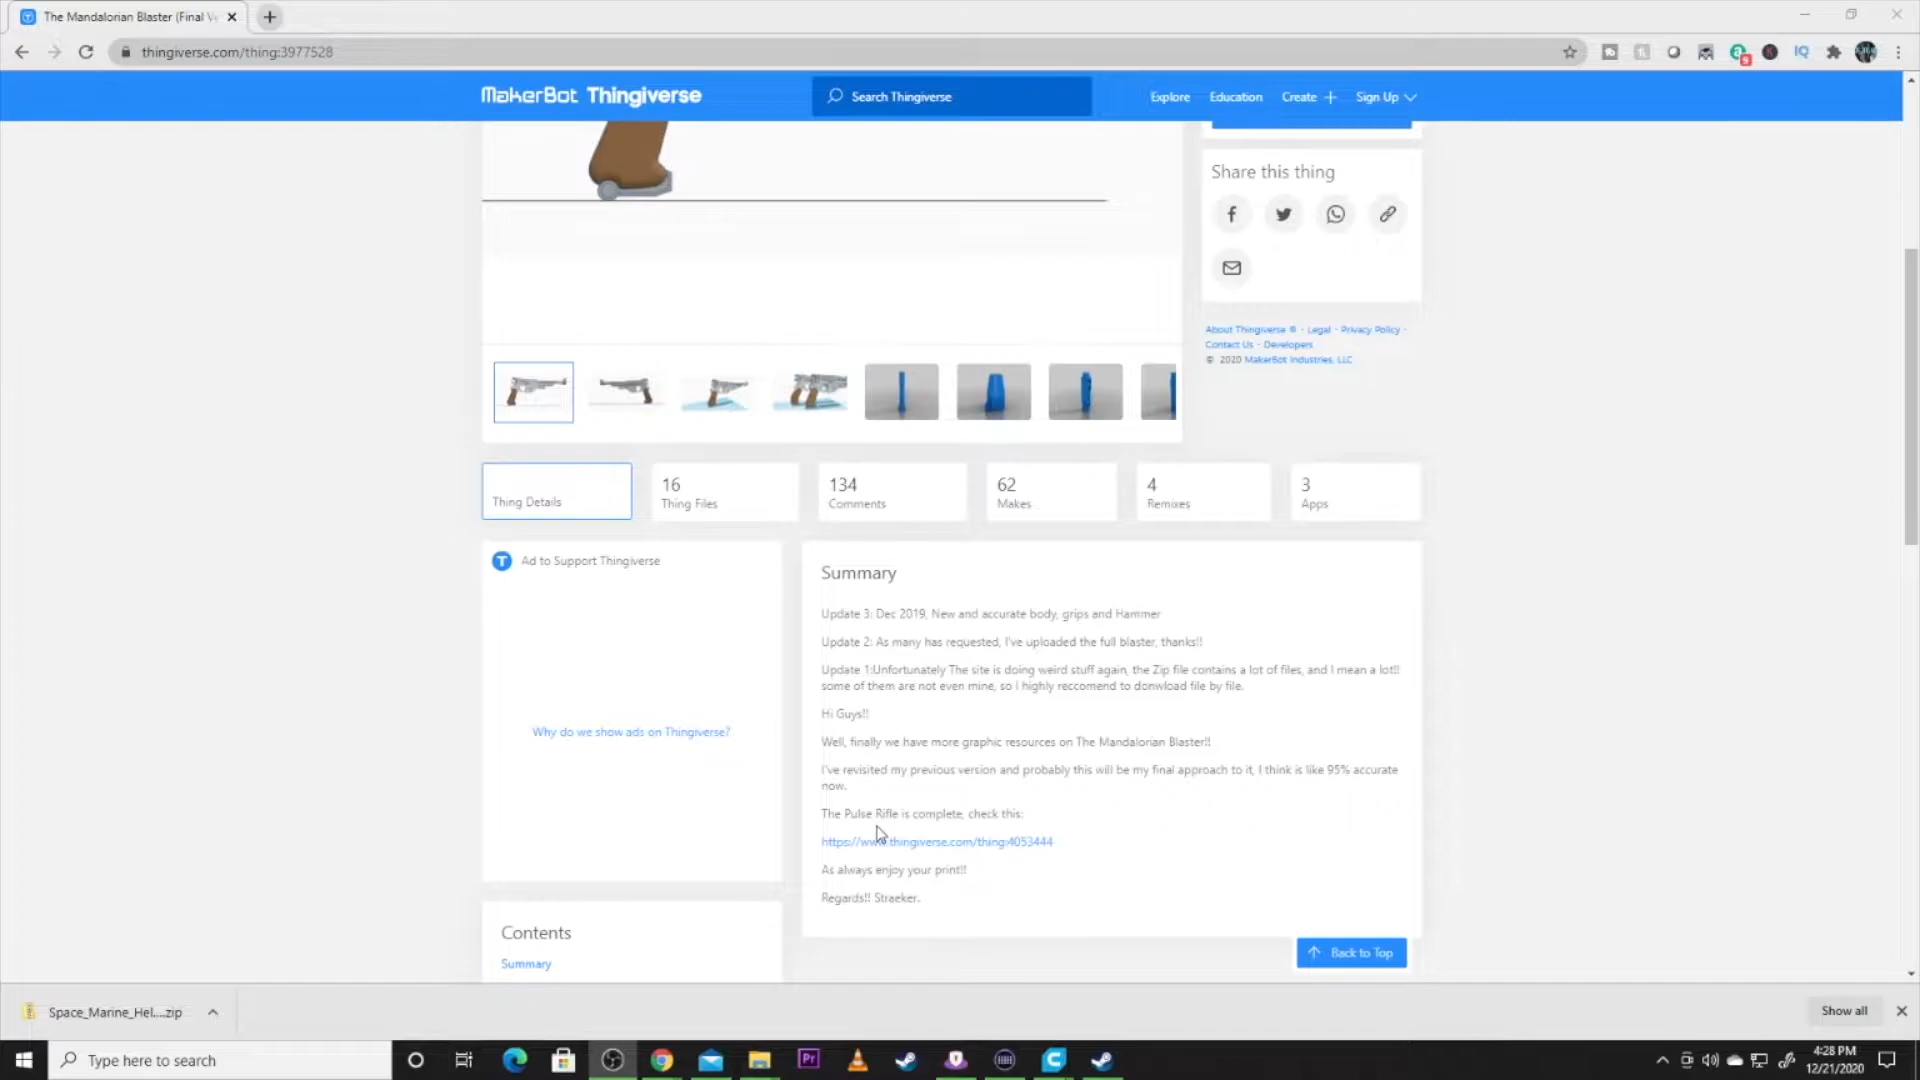 The Mandalorian Blaster (Final V
thingiverse.com/thing:3977528
9
IQ
MakerBot Thingiverse
Search Thingiverse
Explore
Education
Create
Sign Up
Share this thing
About Thingiverse ® · Legal · Privacy Policy ·
Contact Us · Developers
© 2020 MakerBot Industries, LLC
Thing Details
16
Thing Files
134
Comments
62
Makes
4
Remixes
3
Apps
Ad to Support Thingiverse
Why do we show ads on Thingiverse?
Summary
Update 3: Dec 2019, New and accurate body, grips and Hammer
Update 2: As many has requested, I've uploaded the full blaster, thanks!!
Update 1:Unfortunately The site is doing weird stuff again, the Zip file contains a lot of files, and I mean a lot!!
some of them are not even mine, so I highly reccomend to donwload file by file.
Hi Guys!!
Well, finally we have more graphic resources on The Mandalorian Blaster!!
I've revisited my previous version and probably this will be my final approach to it, I think is like 95% accurate
now.
The Pulse Rifle is complete, check this:
https://www.thingiverse.com/thing:4053444
As always enjoy your print!!
Regards!! Straeker.
Contents
Summary
Back to Top
Space_Marine_Hel....zip
Show all
Type here to search
Pr
4:28 PM
12/21/2020